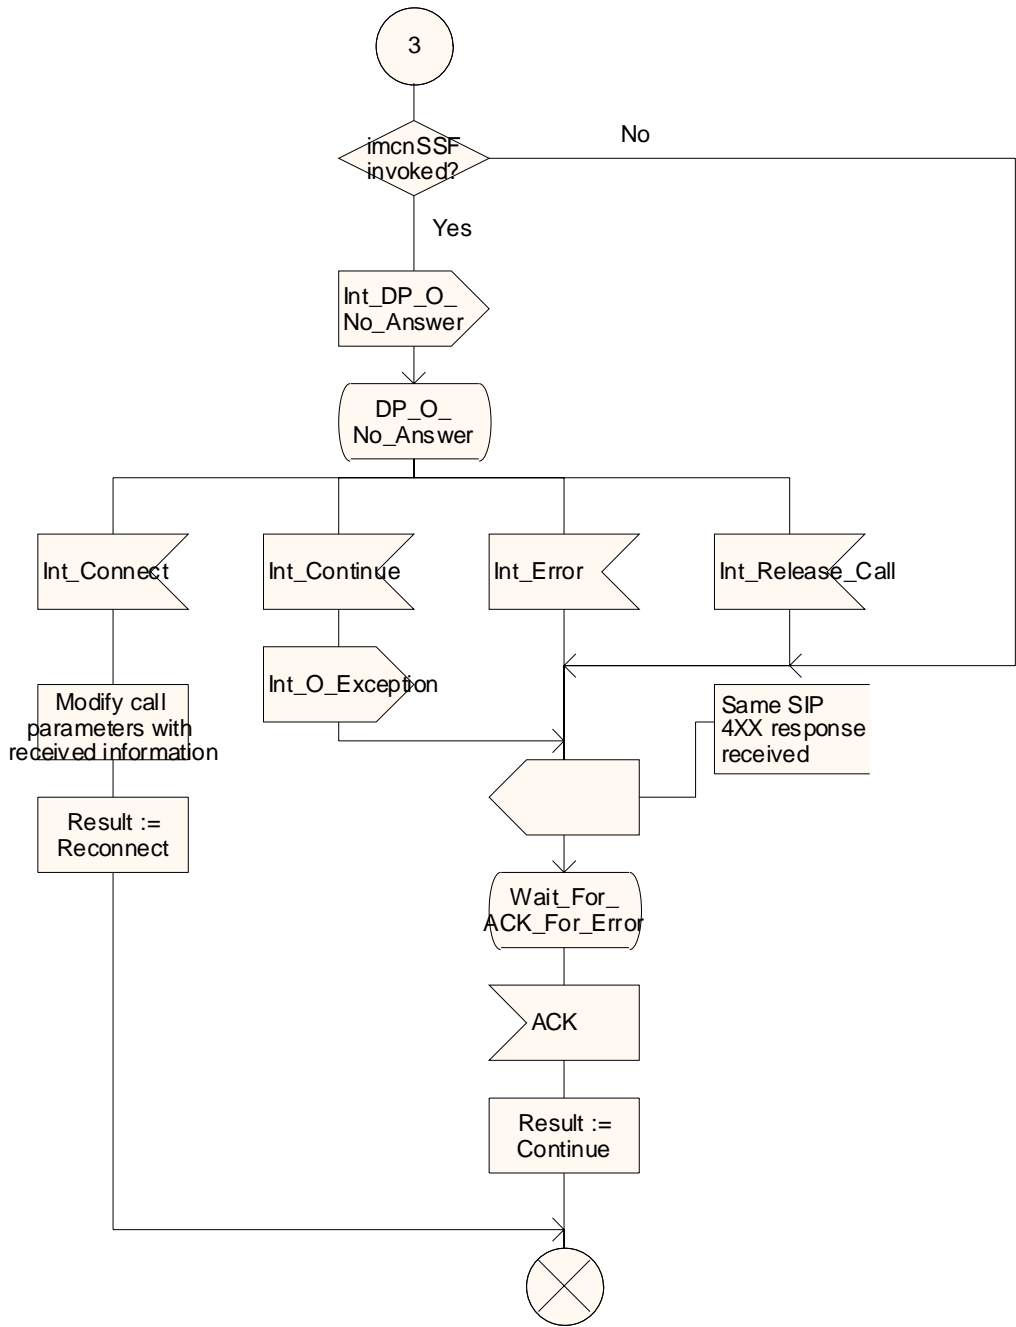 3
imcnSSF
invoked?
No
Yes
Int_DP_O_
No_Answer
DP_O_
No_Answer
Int_Connect
Int_Continue
Int_Error
Int_Release_Call
Int_O_Exception
Modify call
parameters with
received information
Same SIP
4XX response
received
Result :=
Reconnect
Wait_For_
ACK_For_Error
ACK
Result :=
Continue